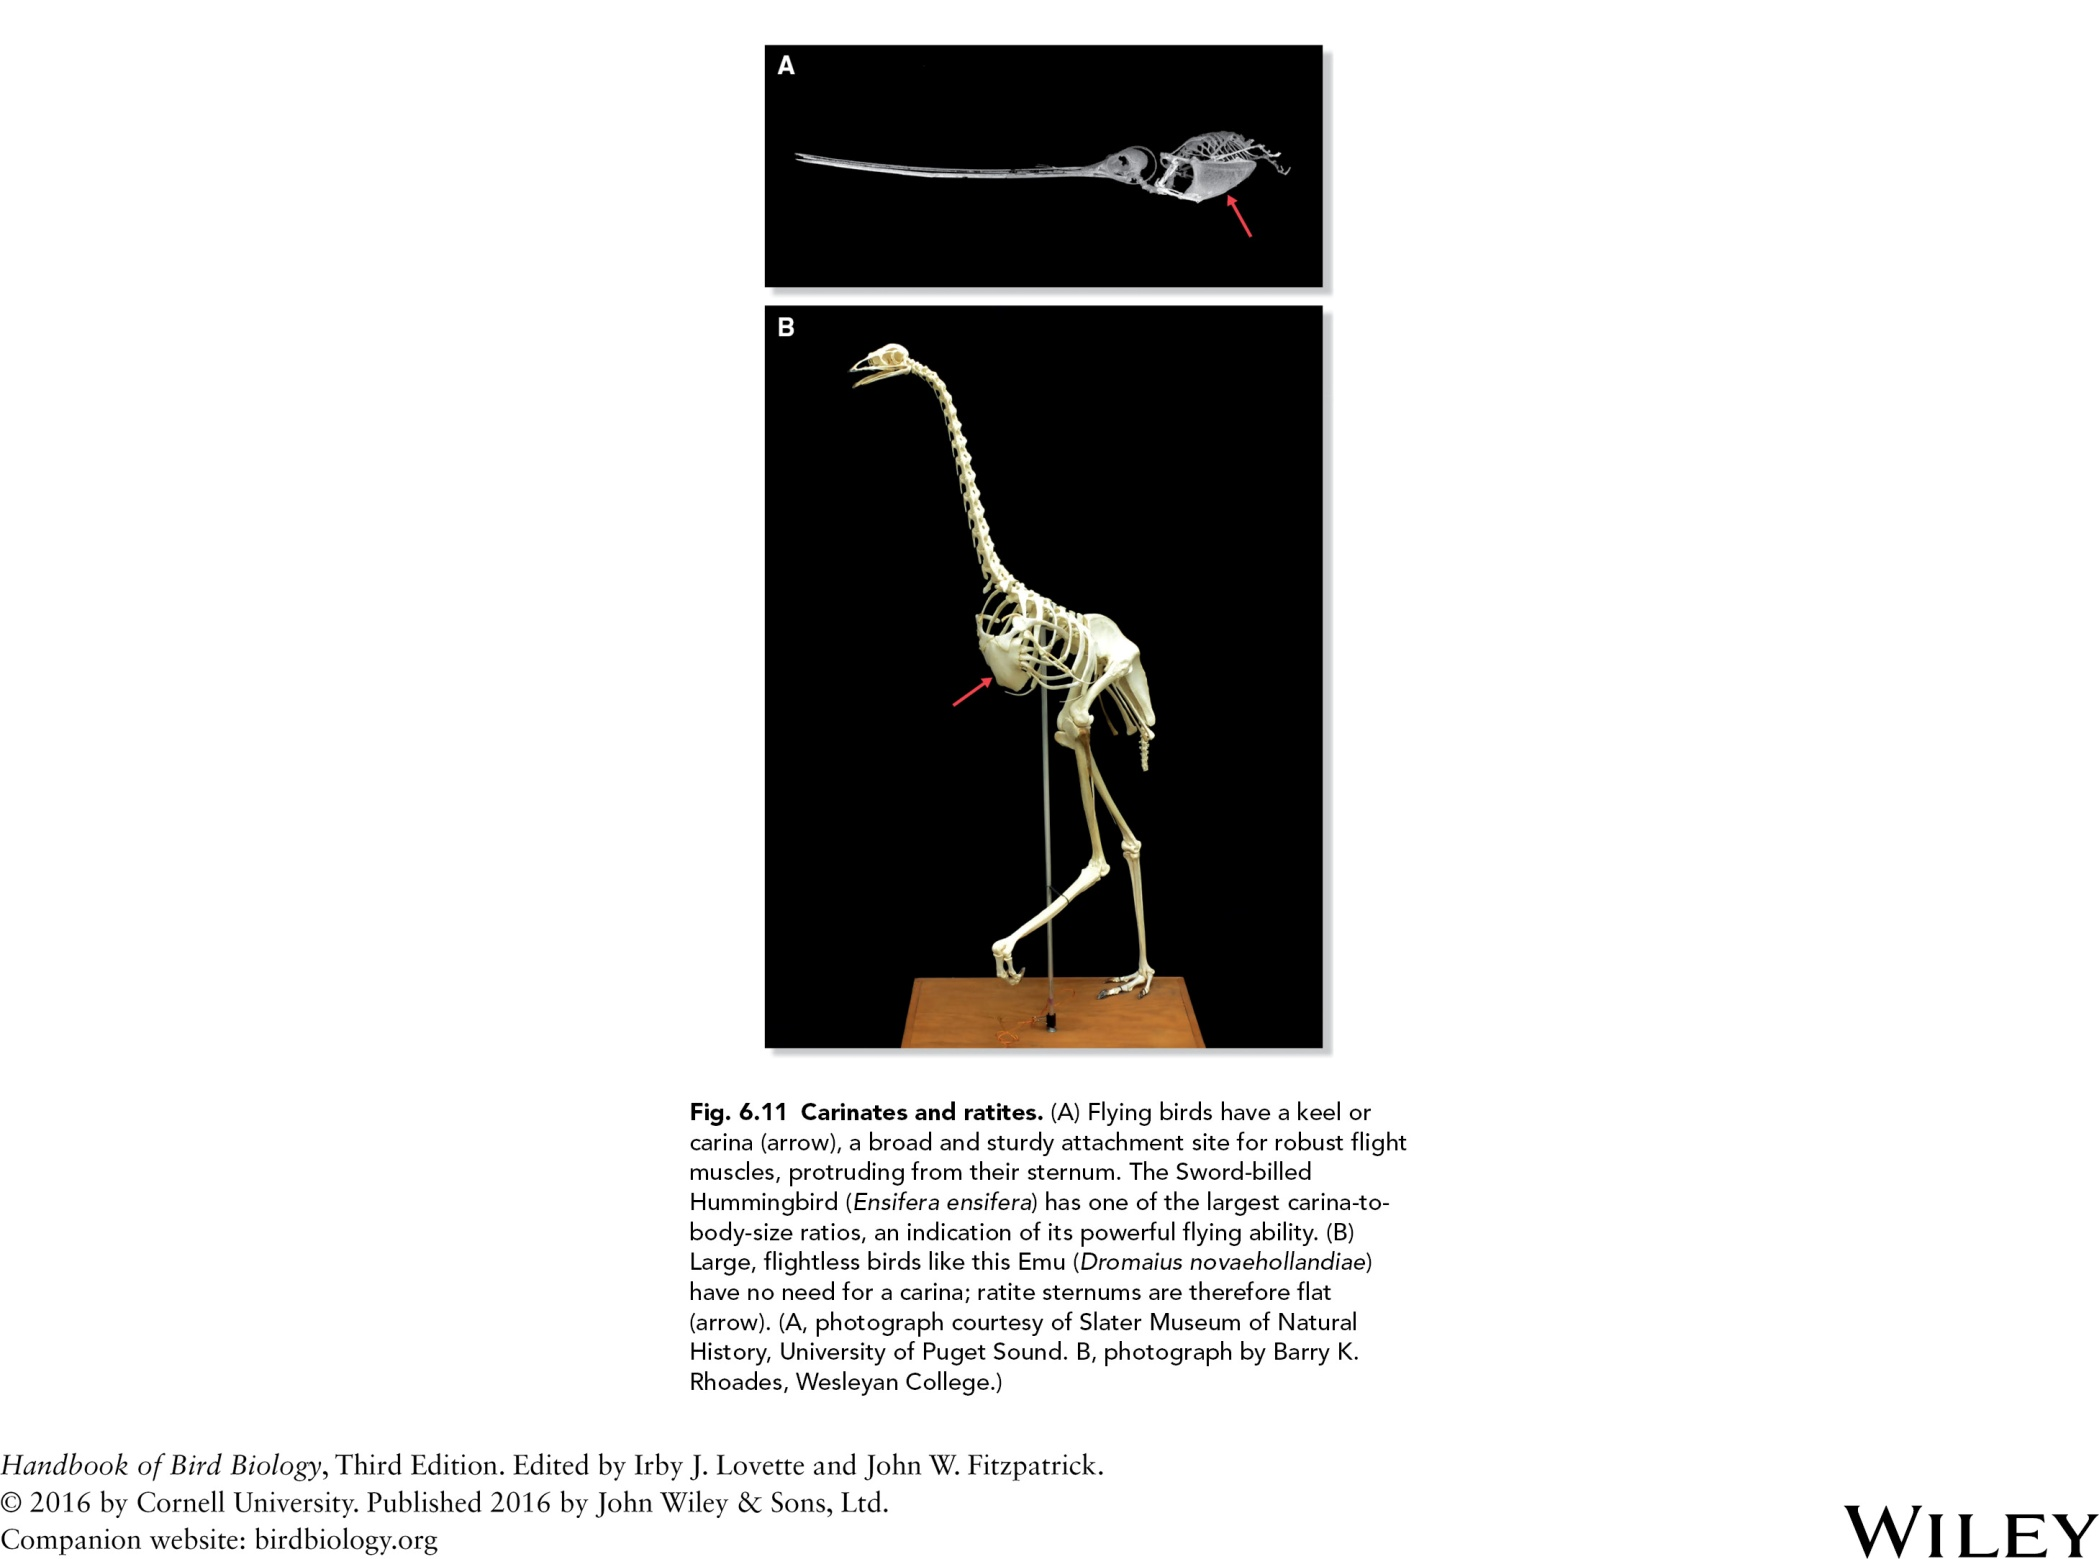 A
B
Fig. 6.11 Carinates and ratites. (A) Flying birds have a keel or
carina (arrow), a broad and sturdy attachment site for robust flight
muscles, protruding from their sternum. The Sword-billed
Hummingbird (Ensifera ensifera) has one of the largest carina-to-
body-size ratios, an indication of its powerful flying ability. (B)
Large, flightless birds like this Emu (Dromaius novaehollandiae)
have no need for a carina; ratite sternums are therefore flat
(arrow). (A, photograph courtesy of Slater Museum of Natural
History, University of Puget Sound. B, photograph by Barry K.
Rhoades, Wesleyan College.)
Handbook of Bird Biology, Third Edition. Edited by Irby J. Lovette and John W. Fitzpatrick.
© 2016 by Cornell University. Published 2016 by John Wiley & Sons, Ltd.
Companion website: birdbiology.org
WILEY